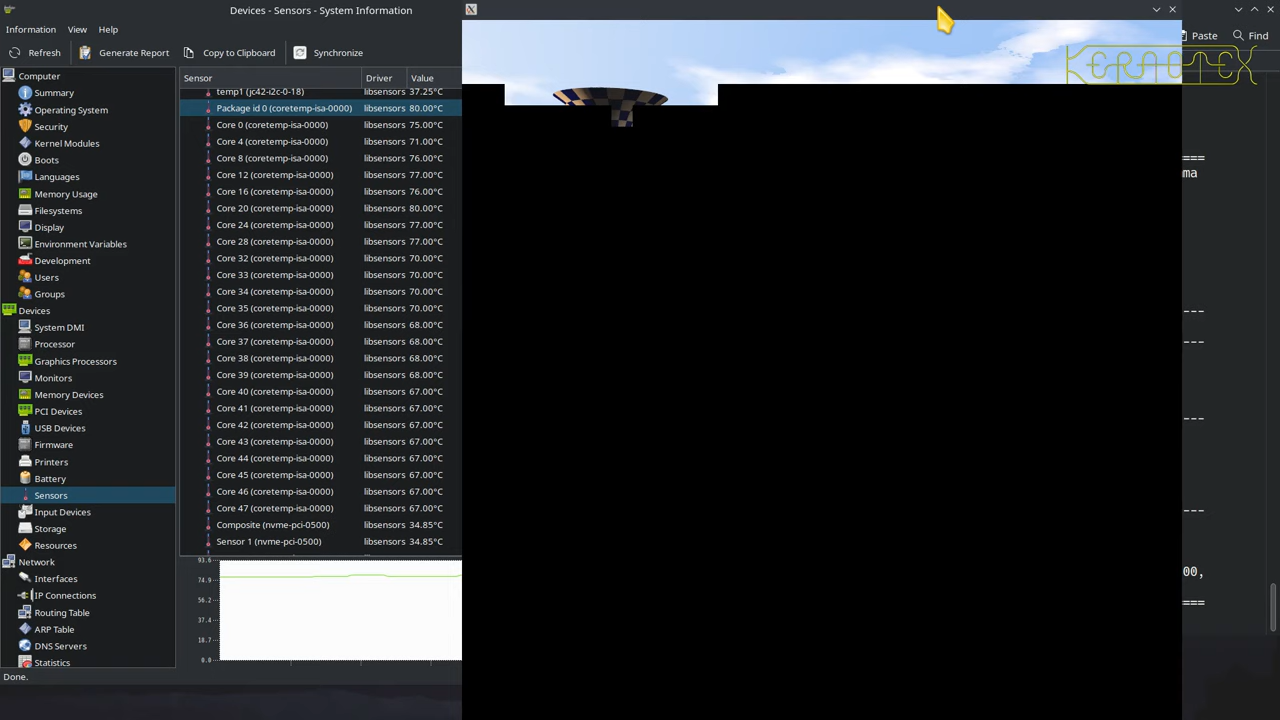 Devices - Sensors - System Information
Information View Help
Refresh Generate Report Copy to Clipboard Synchronize
Paste Find
KERAOTEX
Computer
Summary
Operating System
Security
Kernel Modules
Boots
Languages
Memory Usage
Filesystems
Display
Environment Variables
Development
Users
Groups
Devices
System DMI
Processor
Graphics Processors
Monitors
Memory Devices
PCI Devices
USB Devices
Firmware
Printers
Battery
Sensors
Input Devices
Storage
Resources
Network
Interfaces
IP Connections
Routing Table
ARP Table
DNS Servers
Statistics
Sensor Driver Value
temp1 (jc42-i2c-0-18) libsensors 37.25°C
Package id 0 (coretemp-isa-0000) libsensors 80.00°C
Core 0 (coretemp-isa-0000) libsensors 75.00°C
Core 4 (coretemp-isa-0000) libsensors 71.00°C
Core 8 (coretemp-isa-0000) libsensors 76.00°C
Core 12 (coretemp-isa-0000) libsensors 77.00°C
Core 16 (coretemp-isa-0000) libsensors 76.00°C
Core 20 (coretemp-isa-0000) libsensors 80.00°C
Core 24 (coretemp-isa-0000) libsensors 77.00°C
Core 28 (coretemp-isa-0000) libsensors 77.00°C
Core 32 (coretemp-isa-0000) libsensors 70.00°C
Core 33 (coretemp-isa-0000) libsensors 70.00°C
Core 34 (coretemp-isa-0000) libsensors 70.00°C
Core 35 (coretemp-isa-0000) libsensors 70.00°C
Core 36 (coretemp-isa-0000) libsensors 68.00°C
Core 37 (coretemp-isa-0000) libsensors 68.00°C
Core 38 (coretemp-isa-0000) libsensors 68.00°C
Core 39 (coretemp-isa-0000) libsensors 68.00°C
Core 40 (coretemp-isa-0000) libsensors 67.00°C
Core 41 (coretemp-isa-0000) libsensors 67.00°C
Core 42 (coretemp-isa-0000) libsensors 67.00°C
Core 43 (coretemp-isa-0000) libsensors 67.00°C
Core 44 (coretemp-isa-0000) libsensors 67.00°C
Core 45 (coretemp-isa-0000) libsensors 67.00°C
Core 46 (coretemp-isa-0000) libsensors 67.00°C
Core 47 (coretemp-isa-0000) libsensors 67.00°C
Composite (nvme-pci-0500) libsensors 34.85°C
Sensor 1 (nvme-pci-0500) libsensors 34.85°C
93.6
74.9
56.2
37.4
18.7
0.0
Done.
===
ma
---
---
---
---
00,
===